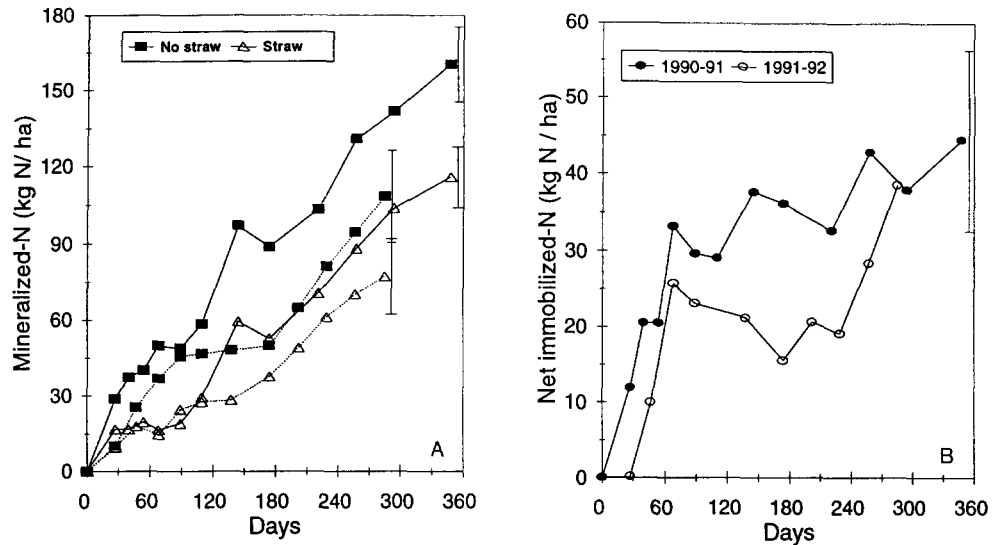 180
150
120
90
60
30
0
Mineralized-N (kg N/ ha)
No straw
Straw
A
0 60 120 180 240 300 360
Days
60
50
40
30
20
10
0
Net immobilized-N (kg N / ha)
1990-91
1991-92
B
0 60 120 180 240 300 360
Days